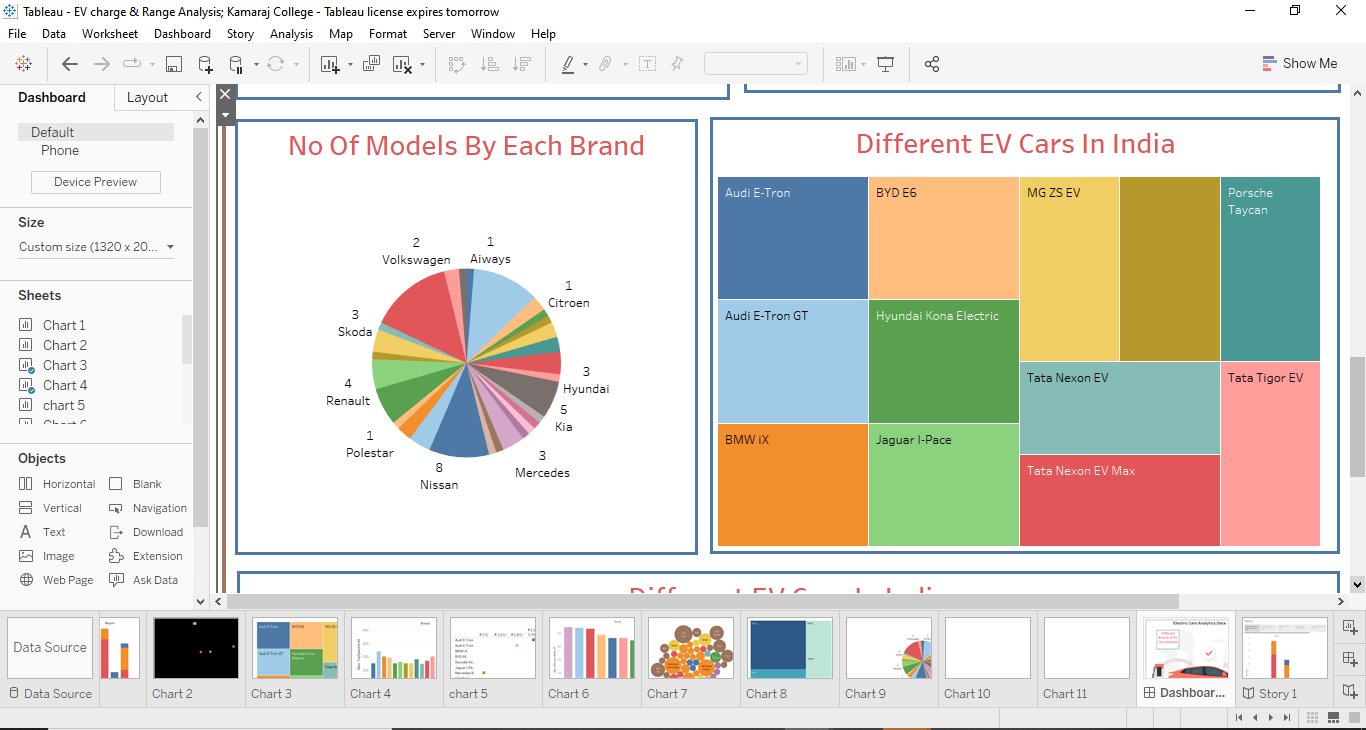 Tableau - EV charge & Range Analysis; Kamaraj College - Tableau license expires tomorrow
File Data Worksheet Dashboard Story Analysis Map Format Server Window Help
Show Me
Dashboard Layout
Default
Phone
Device Preview
Size
Custom size (1320 x 20...
Sheets
Chart 1
Chart 2
Chart 3
Chart 4
chart 5
Objects
Horizontal Blank
Vertical Navigation
Text Download
Image Extension
Web Page Ask Data
No Of Models By Each Brand
2
Volkswagen
1
Aiways
1
Citroen
3
Skoda
3
Hyundai
4
Renault
5
Kia
1
Polestar
3
Mercedes
8
Nissan
Different EV Cars In India
Audi E-Tron
BYD E6
MG ZS EV
Porsche
Taycan
Audi E-Tron GT
Hyundai Kona Electric
Tata Nexon EV
Tata Tigor EV
BMW iX
Jaguar I-Pace
Tata Nexon EV Max
Data Source
Electric Cars Analytics Data
Data Source Chart 2 Chart 3 Chart 4 chart 5 Chart 6 Chart 7 Chart 8 Chart 9 Chart 10 Chart 11 Dashboar... Story 1